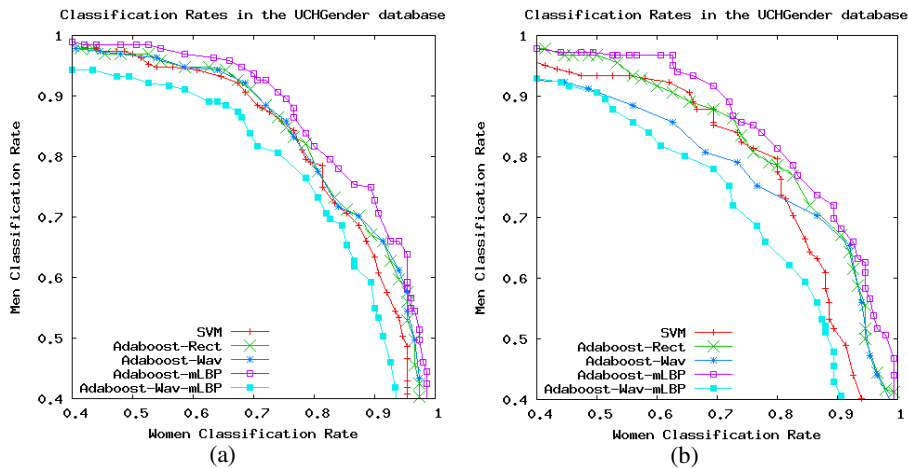 Classification Rates in the UCHGender database
Men Classification Rate
1
0.9
0.8
0.7
0.6
0.5
0.4
SVM
Adaboost-Rect
Adaboost-Wav
Adaboost-mLBP
Adaboost-Wav-mLBP
0.4 0.5 0.6 0.7 0.8 0.9 1
Women Classification Rate
(a)
Classification Rates in the UCHGender database
Men Classification Rate
1
0.9
0.8
0.7
0.6
0.5
0.4
SVM
Adaboost-Rect
Adaboost-Wav
Adaboost-mLBP
Adaboost-Wav-mLBP
0.4 0.5 0.6 0.7 0.8 0.9 1
Women Classification Rate
(b)